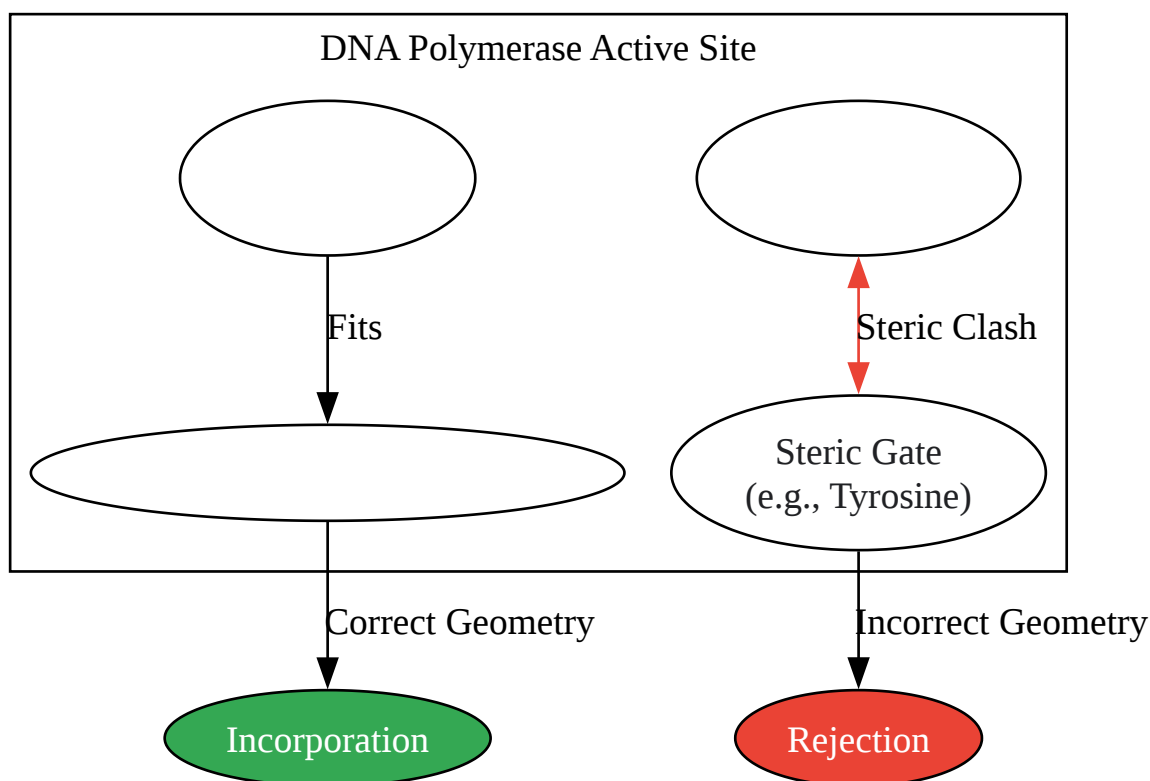 DNA Polymerase Active Site
Fits
Steric Clash
Steric Gate
(e.g., Tyrosine)
Correct Geometry
Incorrect Geometry
Incorporation
Rejection